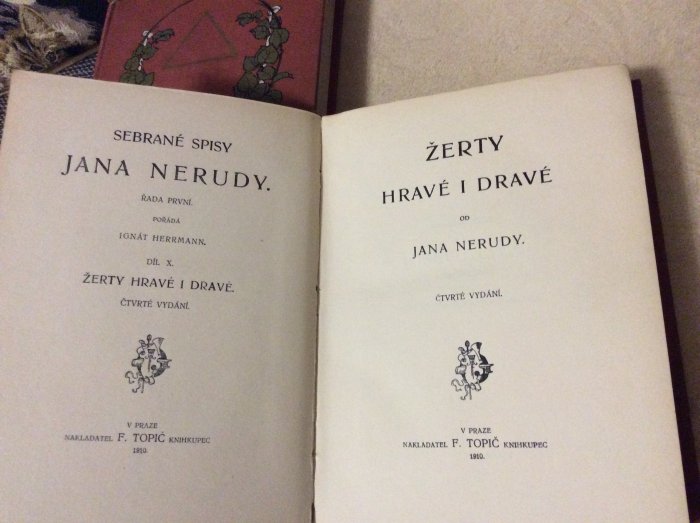 SEBRANÉ SPISY
JANA NERUDY.
ŘADA PRVNÍ.
POŘÁDÁ
IGNÁT HERRMANN.
DÍL X.
ŽERTY HRAVÉ I DRAVÉ.
ČTVRTÉ VYDÁNÍ.
V PRAZE
NAKLADATEL F. TOPIČ KNIHKUPEC
1910.
ŽERTY
HRAVÉ I DRAVÉ
OD
JANA NERUDY.
ČTVRTÉ VYDÁNÍ.
V PRAZE
NAKLADATEL F. TOPIČ KNIHKUPEC
1910.